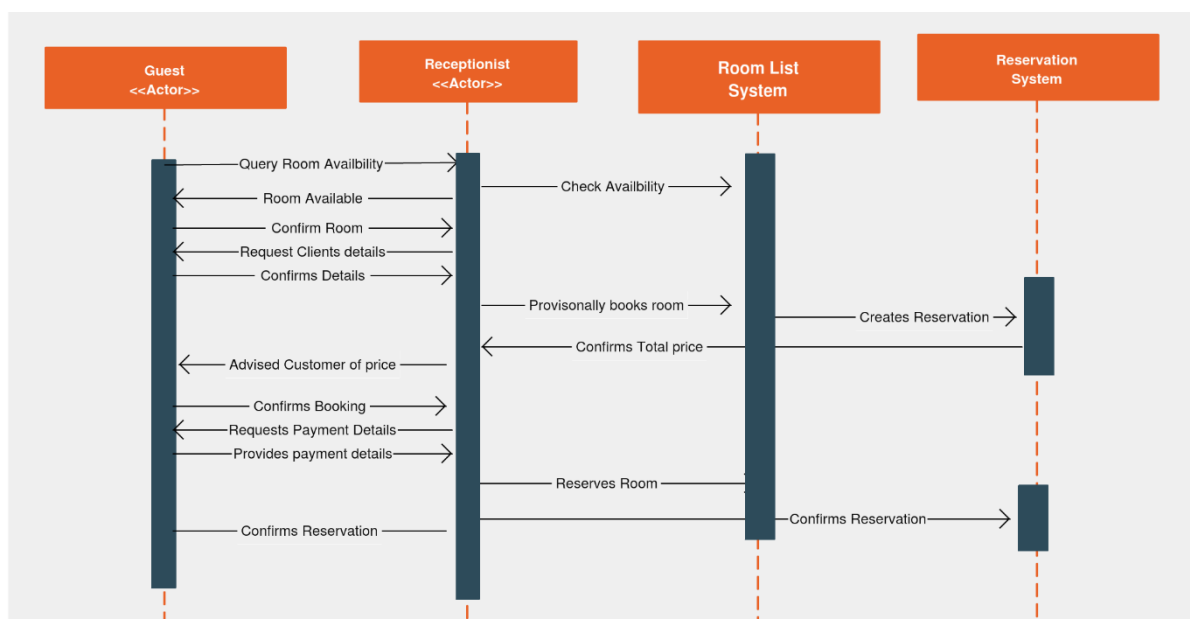 Guest
<<Actor>>
Receptionist
<<Actor>>
Room List
System
Reservation
System
Query Room Availbility
Check Availbility
Room Available
Confirm Room
Request Clients details
Confirms Details
Provisonally books room
Creates Reservation
Confirms Total price
Advised Customer of price
Confirms Booking
Requests Payment Details
Provides payment details
Reserves Room
Confirms Reservation
Confirms Reservation